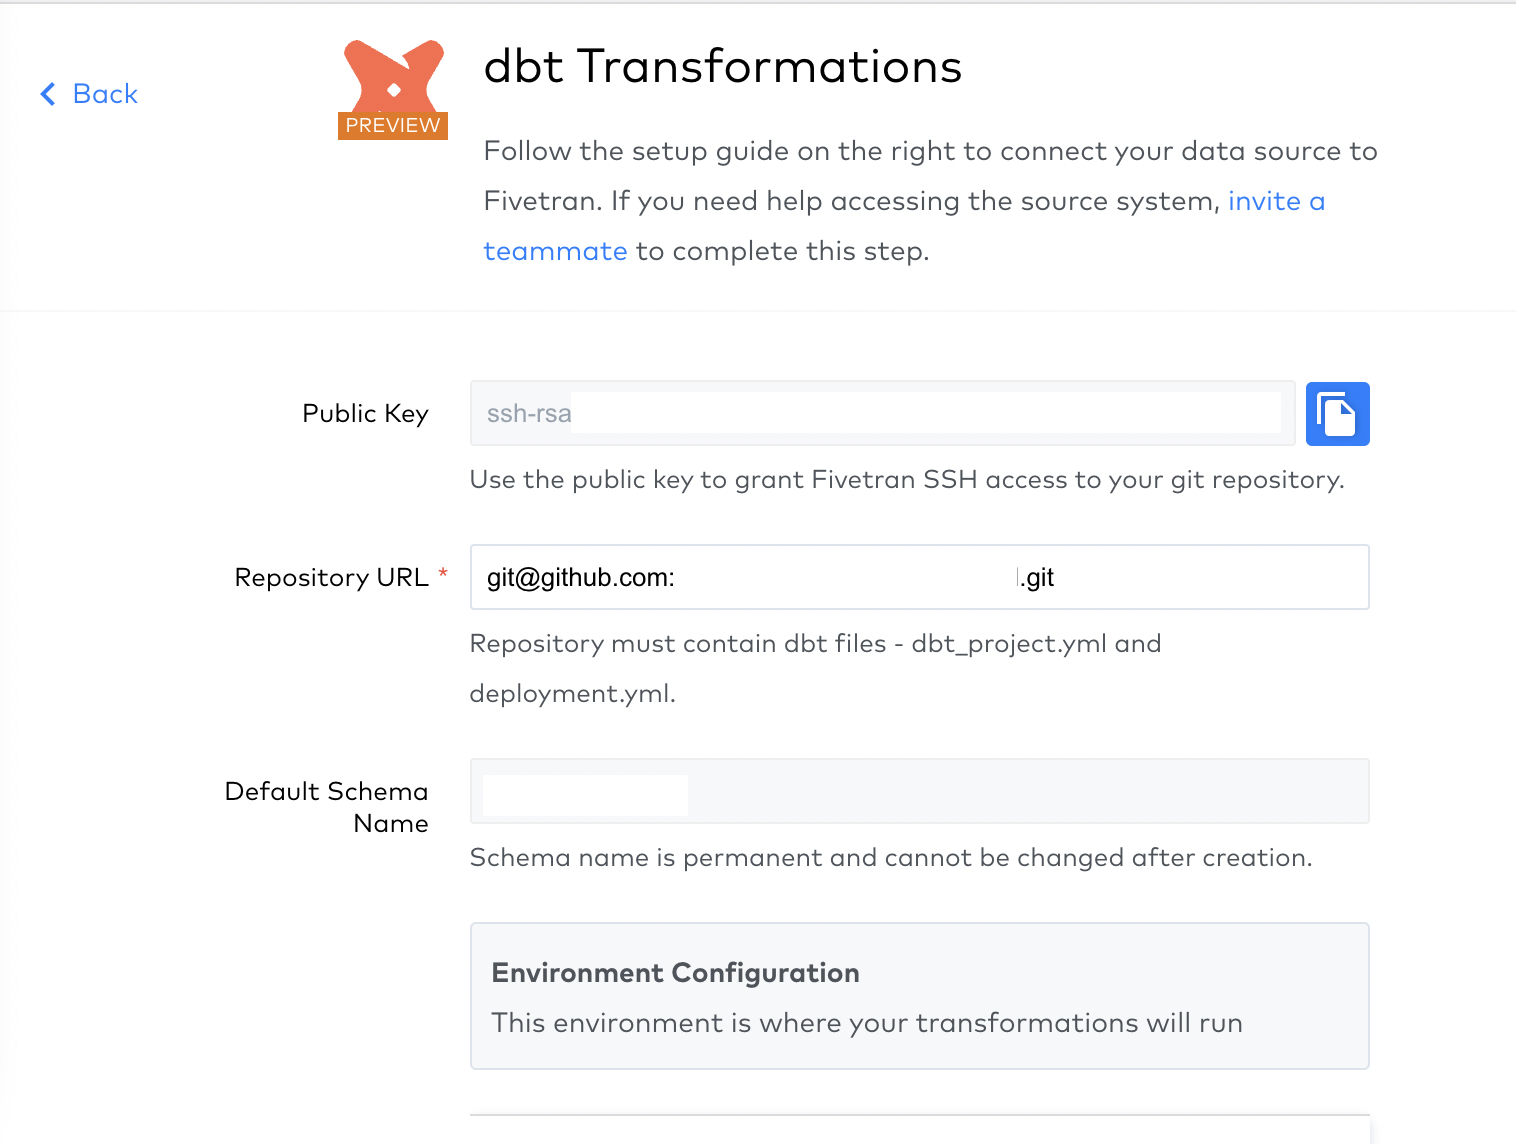 Back
PREVIEW
dbt Transformations
Follow the setup guide on the right to connect your data source to
Fivetran. If you need help accessing the source system, invite a
teammate to complete this step.
Public Key
ssh-rsa
Use the public key to grant Fivetran SSH access to your git repository.
Repository URL *
git@github.com: .git
Repository must contain dbt files - dbt_project.yml and
deployment.yml.
Default Schema
Name
Schema name is permanent and cannot be changed after creation.
Environment Configuration
This environment is where your transformations will run